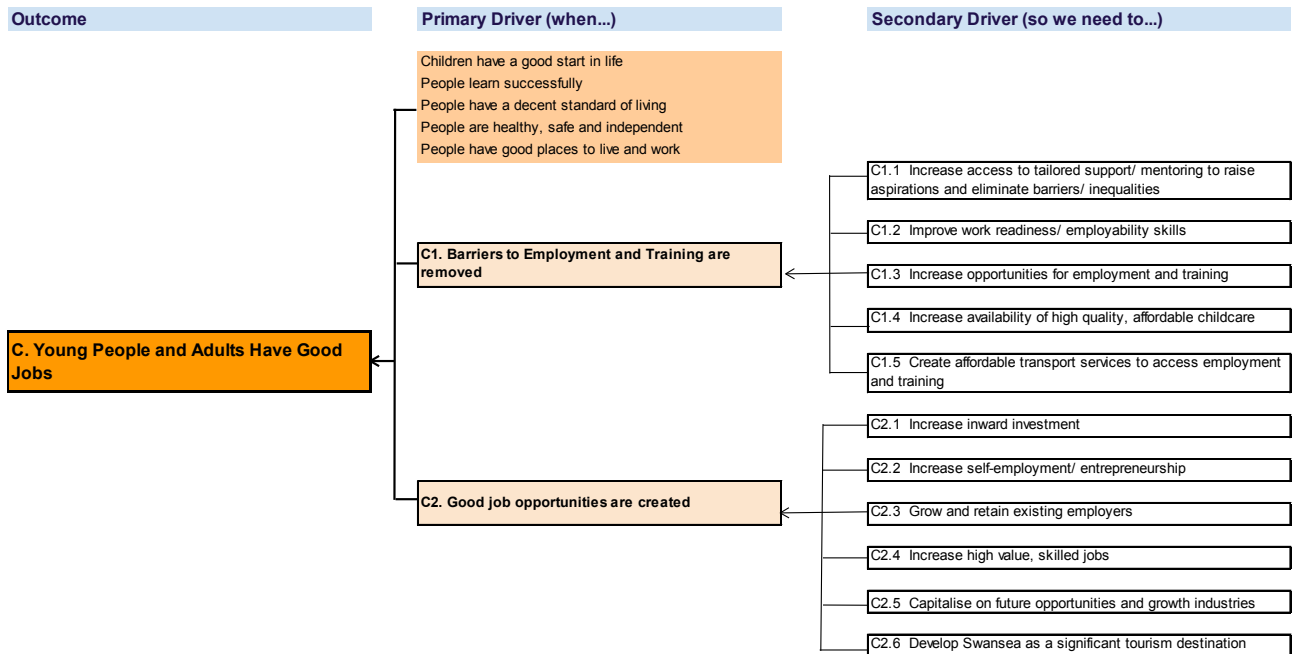 Outcome
Primary Driver (when...)
Secondary Driver (so we need to...)
Children have a good start in life
People learn successfully
People have a decent standard of living
People are healthy, safe and independent
People have good places to live and work
C1.1 Increase access to tailored support/ mentoring to raise
aspirations and eliminate barriers/ inequalities
C1.2 Improve work readiness/ employability skills
C1. Barriers to Employment and Training are
removed
C1.3 Increase opportunities for employment and training
C1.4 Increase availability of high quality, affordable childcare
C. Young People and Adults Have Good
Jobs
C1.5 Create affordable transport services to access employment
and training
C2.1 Increase inward investment
C2.2 Increase self-employment/ entrepreneurship
C2. Good job opportunities are created
C2.3 Grow and retain existing employers
C2.4 Increase high value, skilled jobs
C2.5 Capitalise on future opportunities and growth industries
C2.6 Develop Swansea as a significant tourism destination